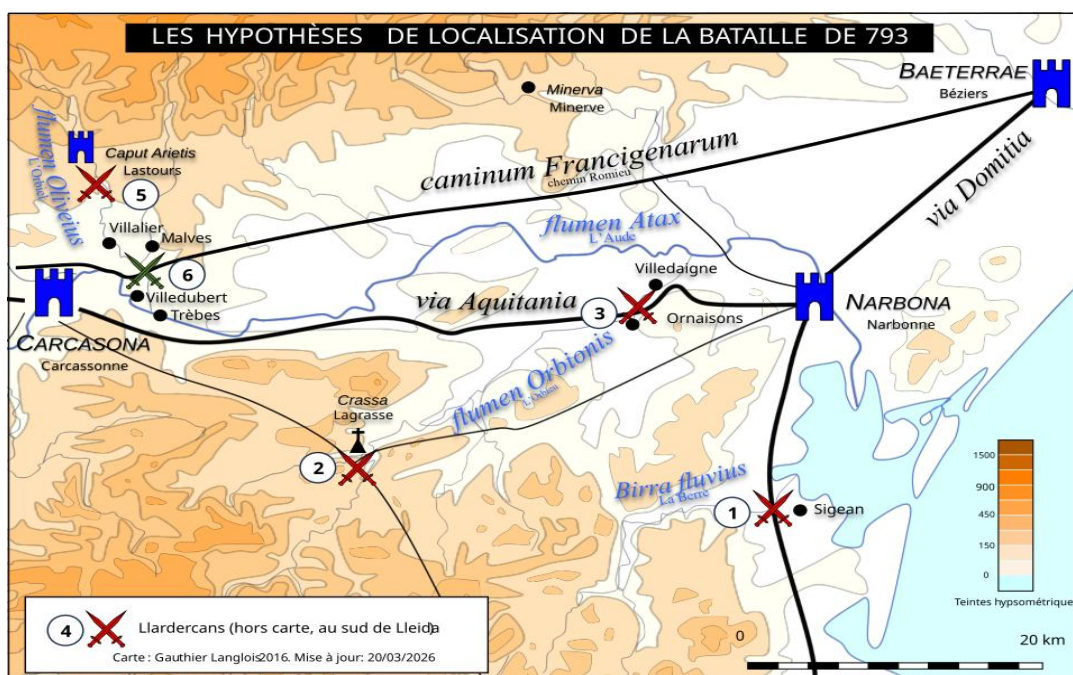 LES HYPOTHÈSES DE LOCALISATION DE LA BATAILLE DE 793
BAETERRAE
Béziers
Minerva
Minerve
caminum Francigenarum
chemin Romieu
via Domitia
flumen Oliveius
L'Orbiel
Caput Arietis
Lastours
5
Villalier
Malves
6
Villedubert
Trèbes
CARCASONA
Carcassonne
flumen Atax
L'Aude
via Aquitania
Villedaigne
3
Ornaisons
NARBONA
Narbonne
flumen Orbionis
L'Orbieu
Crassa
Lagrasse
2
Birra fluvius
La Berre
1
Sigean
1500
900
450
150
0
Teintes hypsométriques
4
Llardercans (hors carte, au sud de Lleida)
Carte : Gauthier Langlois2016. Mise à jour: 20/03/2026
0
20 km